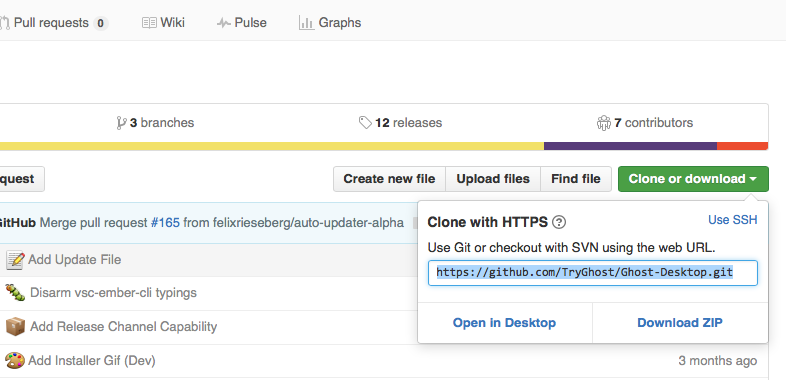 Pull requests 0 Wiki Pulse Graphs
3 branches 12 releases 7 contributors
quest Create new file Upload files Find file Clone or download
GitHub Merge pull request #165 from felixrieseberg/auto-updater-alpha
Clone with HTTPS ? Use SSH
Use Git or checkout with SVN using the web URL.
Add Update File
https://github.com/TryGhost/Ghost-Desktop.git
Disarm vsc-ember-cli typings
Open in Desktop Download ZIP
Add Release Channel Capability
Add Installer Gif (Dev) 3 months ago